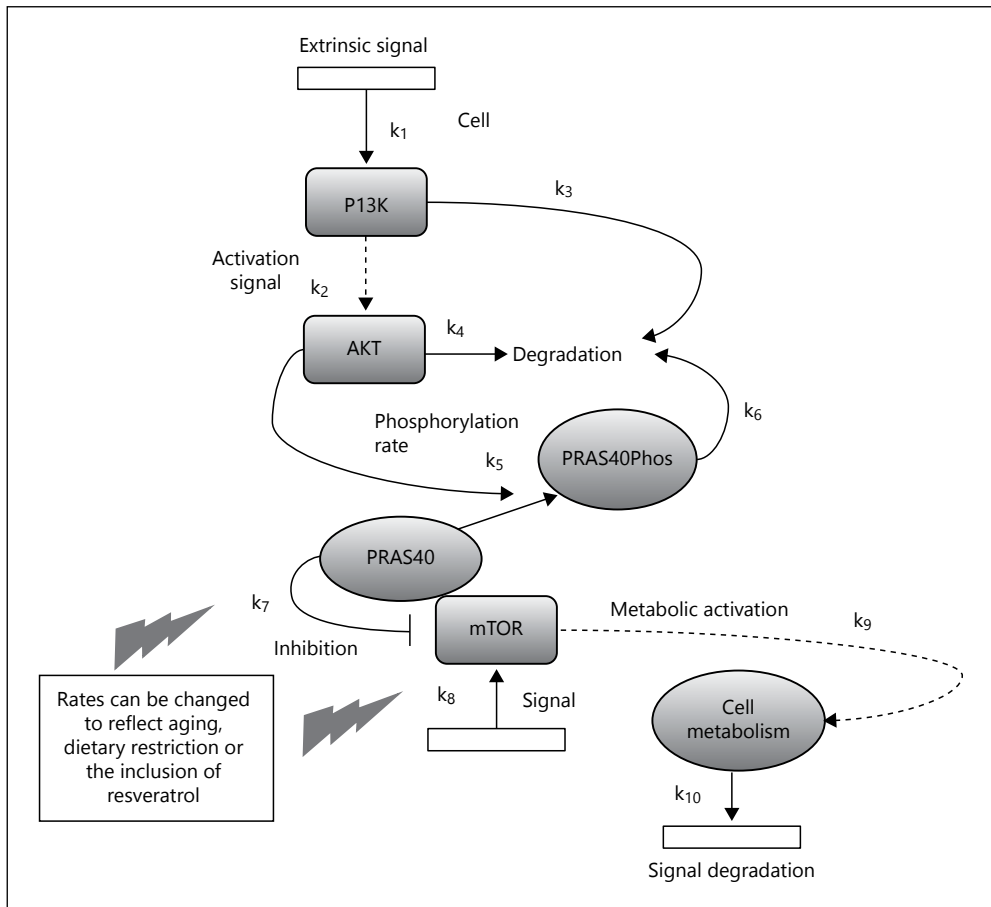 Extrinsic signal
k1
Cell
P13K
k3
Activation
signal
k2
AKT
k4
Degradation
k6
Phosphorylation
rate
k5
PRAS40Phos
PRAS40
k7
Inhibition
mTOR
Metabolic activation
k9
k8
Signal
Rates can be changed
to reflect aging,
dietary restriction or
the inclusion of
resveratrol
Cell
metabolism
k10
Signal degradation